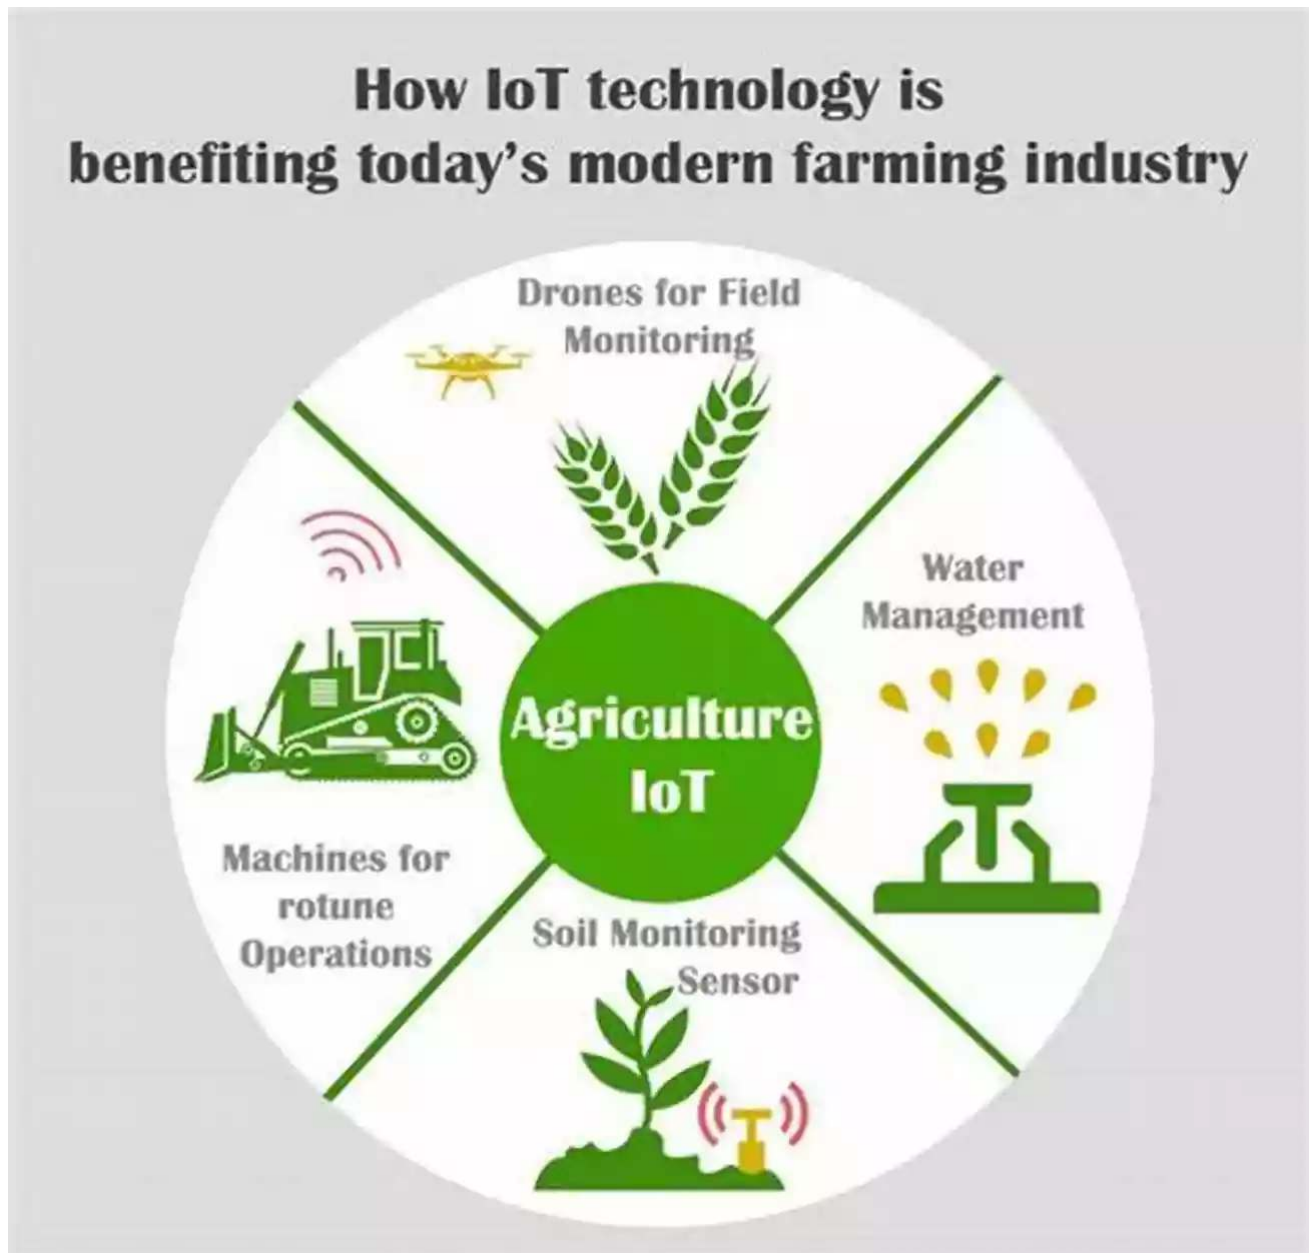 How IoT technology is
benefiting today's modern farming industry
Drones for Field
Monitoring
Water
Management
Agriculture
IoT
Machines for
rotune
Operations
Soil Monitoring
Sensor